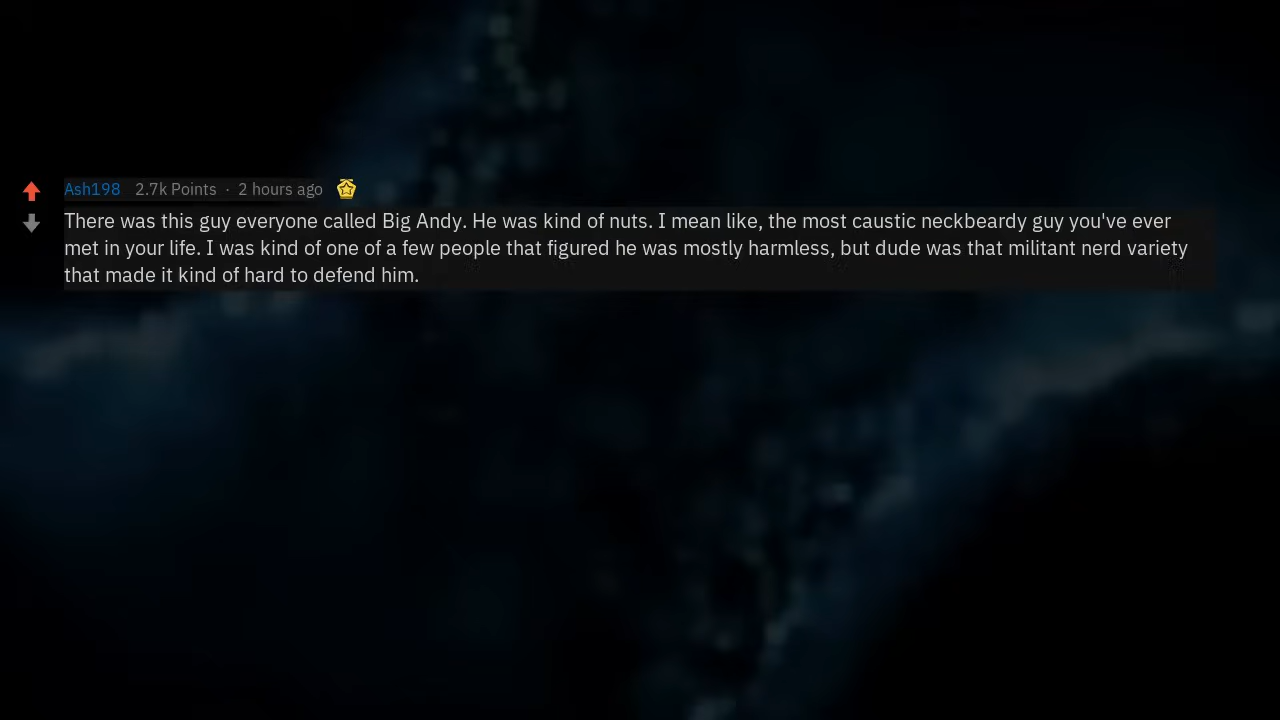 Ash198 2.7k Points · 2 hours ago
There was this guy everyone called Big Andy. He was kind of nuts. I mean like, the most caustic neckbeardy guy you've ever
met in your life. I was kind of one of a few people that figured he was mostly harmless, but dude was that militant nerd variety
that made it kind of hard to defend him.